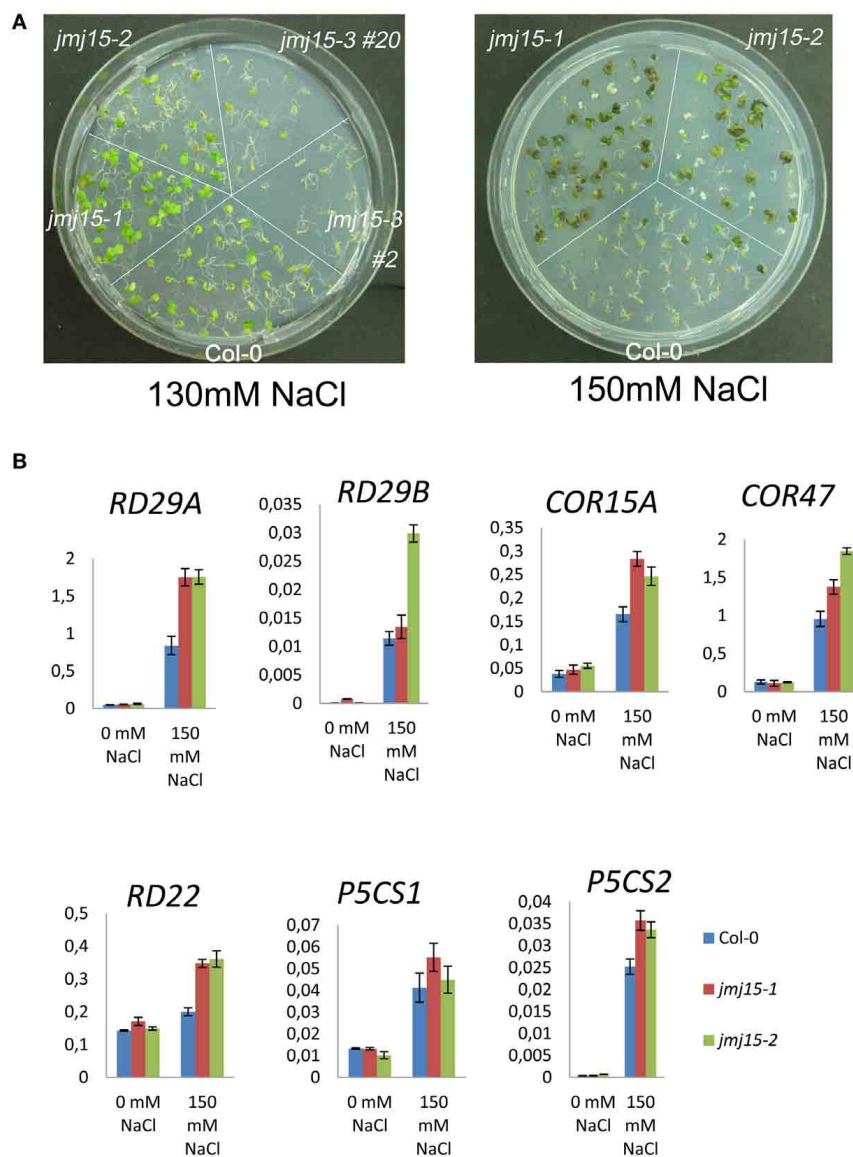 A
jmj15-2
jmj15-3 #20
jmj15-1
jmj15-3
#2
Col-0
130mM NaCl
jmj15-1
jmj15-2
Col-0
150mM NaCl
B
RD29A
2
1,5
1
0,5
0
0 mM
NaCl
150
mM
NaCl
RD29B
0,035
0,03
0,025
0,02
0,015
0,01
0,005
0
0 mM
NaCl
150
mM
NaCl
COR15A
0,35
0,3
0,25
0,2
0,15
0,1
0,05
0
0 mM
NaCl
150
mM
NaCl
COR47
2
1,5
1
0,5
0
0 mM
NaCl
150
mM
NaCl
RD22
0,5
0,4
0,3
0,2
0,1
0
0 mM
NaCl
150
mM
NaCl
P5CS1
0,07
0,06
0,05
0,04
0,03
0,02
0,01
0
0 mM
NaCl
150
mM
NaCl
P5CS2
0,04
0,035
0,03
0,025
0,02
0,015
0,01
0,005
0
0 mM
NaCl
150
mM
NaCl
Col-0
jmj15-1
jmj15-2